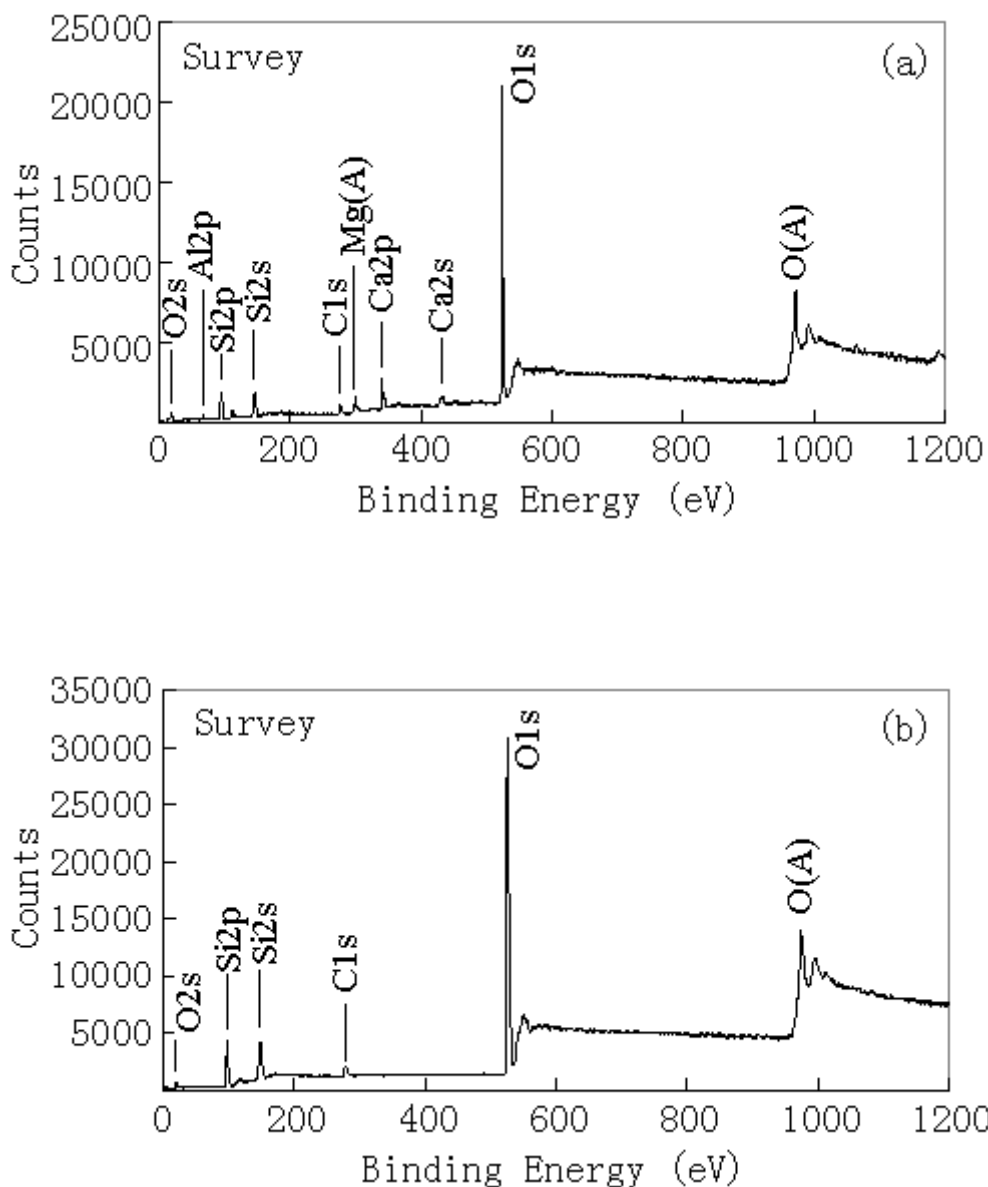 25000
Survey
(a)
O1s
20000
15000
Mg(A)
Counts
10000
Al2p
Ca2p
O(A)
O2s
Si2p
Si2s
C1s
Ca2s
5000
0 200 400 600 800 1000 1200
Binding Energy (eV)
35000
Survey
(b)
O1s
30000
25000
20000
Counts
15000
O(A)
10000
O2s
Si2p
Si2s
C1s
5000
0 200 400 600 800 1000 1200
Binding Energy (eV)